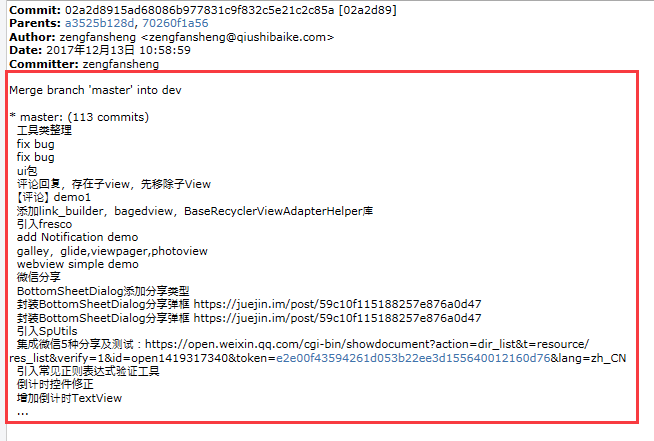 Commit: 02a2d8915ad68086b977831c9f832c5e21c2c85a [02a2d89]
Parents: a3525b128d, 70260f1a56
Author: zengfansheng <zengfansheng@qiushibaike.com>
Date: 2017年12月13日 10:58:59
Committer: zengfansheng
Merge branch 'master' into dev
* master: (113 commits)
工具类整理
fix bug
fix bug
ui包
评论回复，存在子view，先移除子View
【评论】demo1
添加link_builder，bagedview，BaseRecyclerViewAdapterHelper库
引入fresco
add Notification demo
galley，glide,viewpager,photoview
webview simple demo
微信分享
BottomSheetDialog添加分享类型
封装BottomSheetDialog分享弹框 https://juejin.im/post/59c10f115188257e876a0d47
封装BottomSheetDialog分享弹框 https://juejin.im/post/59c10f115188257e876a0d47
引入SpUtils
集成微信5种分享及测试：https://open.weixin.qq.com/cgi-bin/showdocument?action=dir_list&t=resource/
res_list&verify=1&id=open1419317340&token=e2e00f43594261d053b22ee3d155640012160d76&lang=zh_CN
引入常见正则表达式验证工具
倒计时控件修正
增加倒计时TextView
...